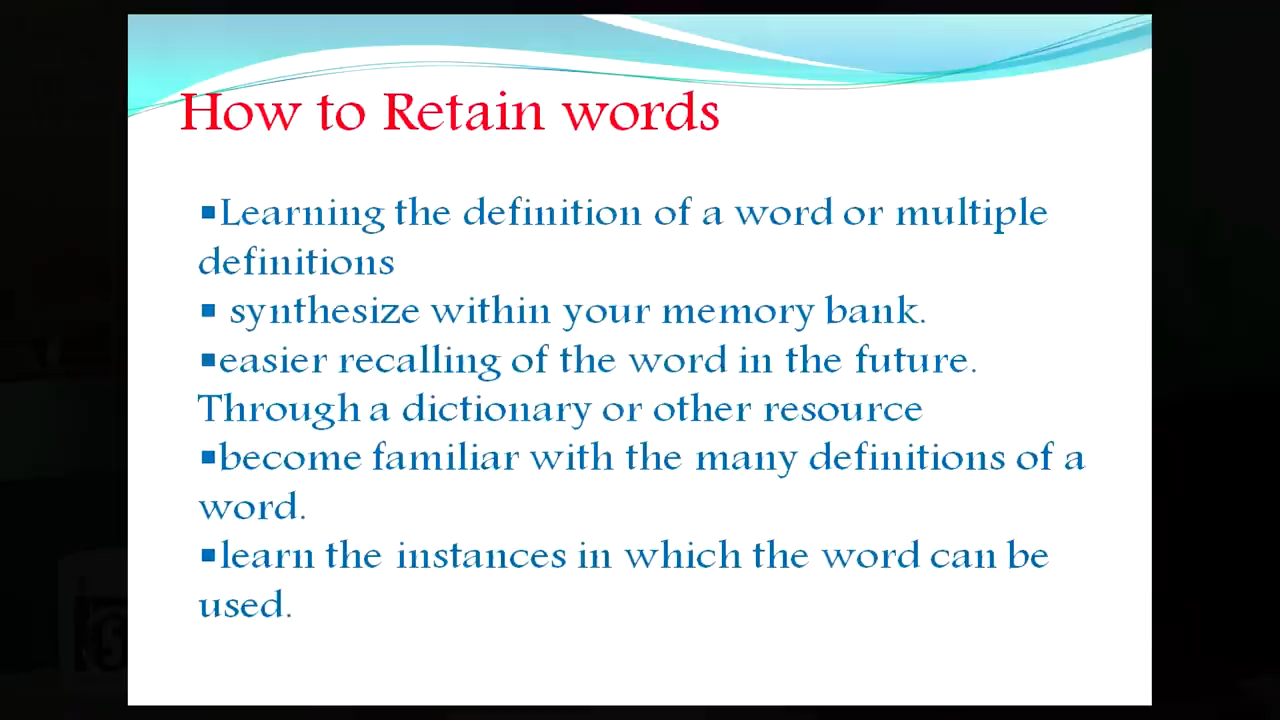 How to Retain words
▪Learning the definition of a word or multiple
definitions
▪ synthesize within your memory bank.
▪easier recalling of the word in the future.
Through a dictionary or other resource
▪become familiar with the many definitions of a
word.
▪learn the instances in which the word can be
used.